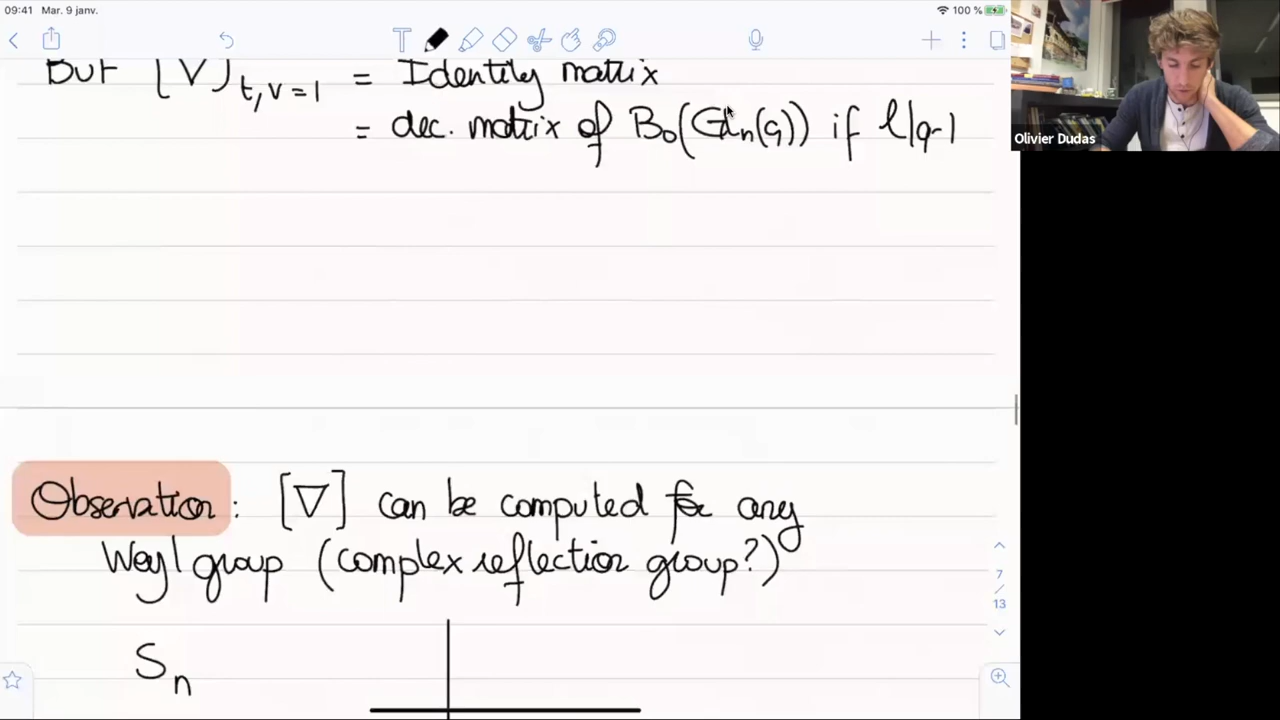 09:41 Mar. 9 janv.
100 %
But [∇]t,v=1 = Identity matrix
= dec. matrix of B₀(GLn(q)) if ℓ|q-1
Olivier Dudas
Observation: [∇] can be computed for any
Weyl group (complex reflection group?)
7
/
13
Sn